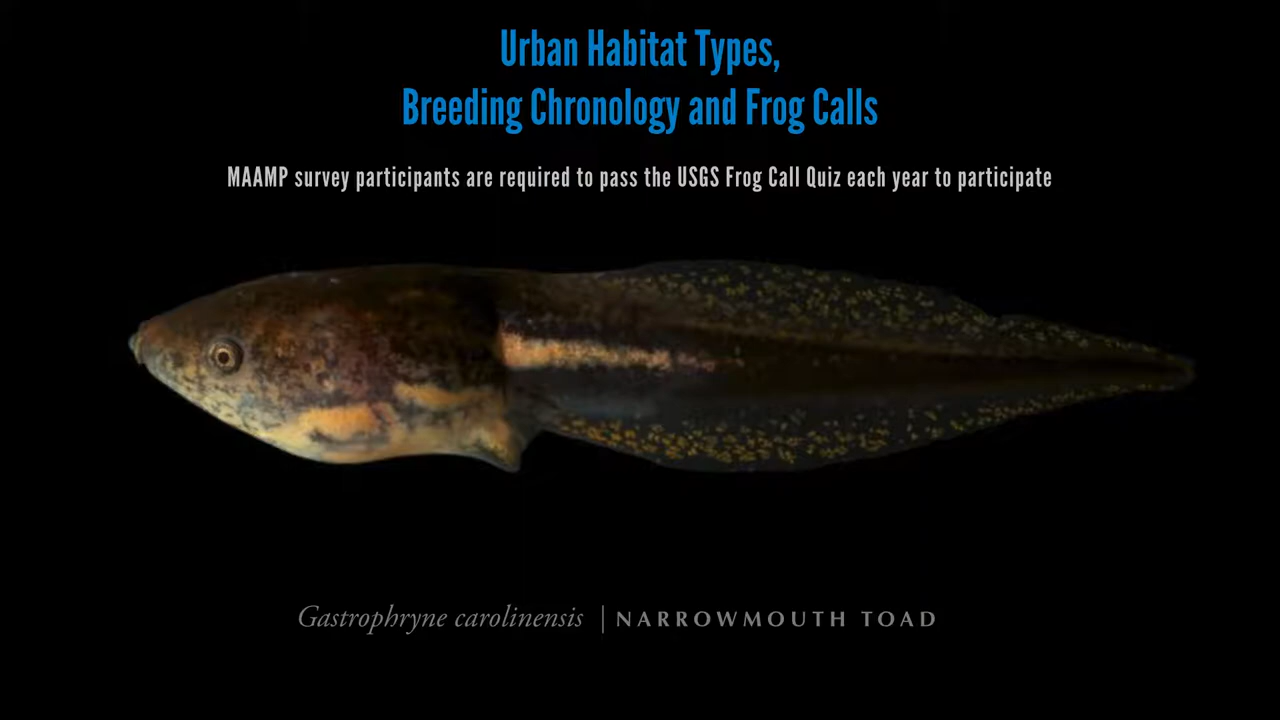 Urban Habitat Types,
Breeding Chronology and Frog Calls
MAAMP survey participants are required to pass the USGS Frog Call Quiz each year to participate
Gastrophryne carolinensis | NARROWMOUTH TOAD